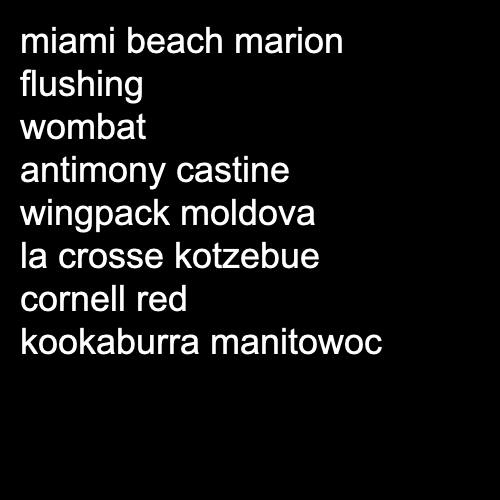 miami beach marion
flushing
wombat
antimony castine
wingpack moldova
la crosse kotzebue
cornell red
kookaburra manitowoc